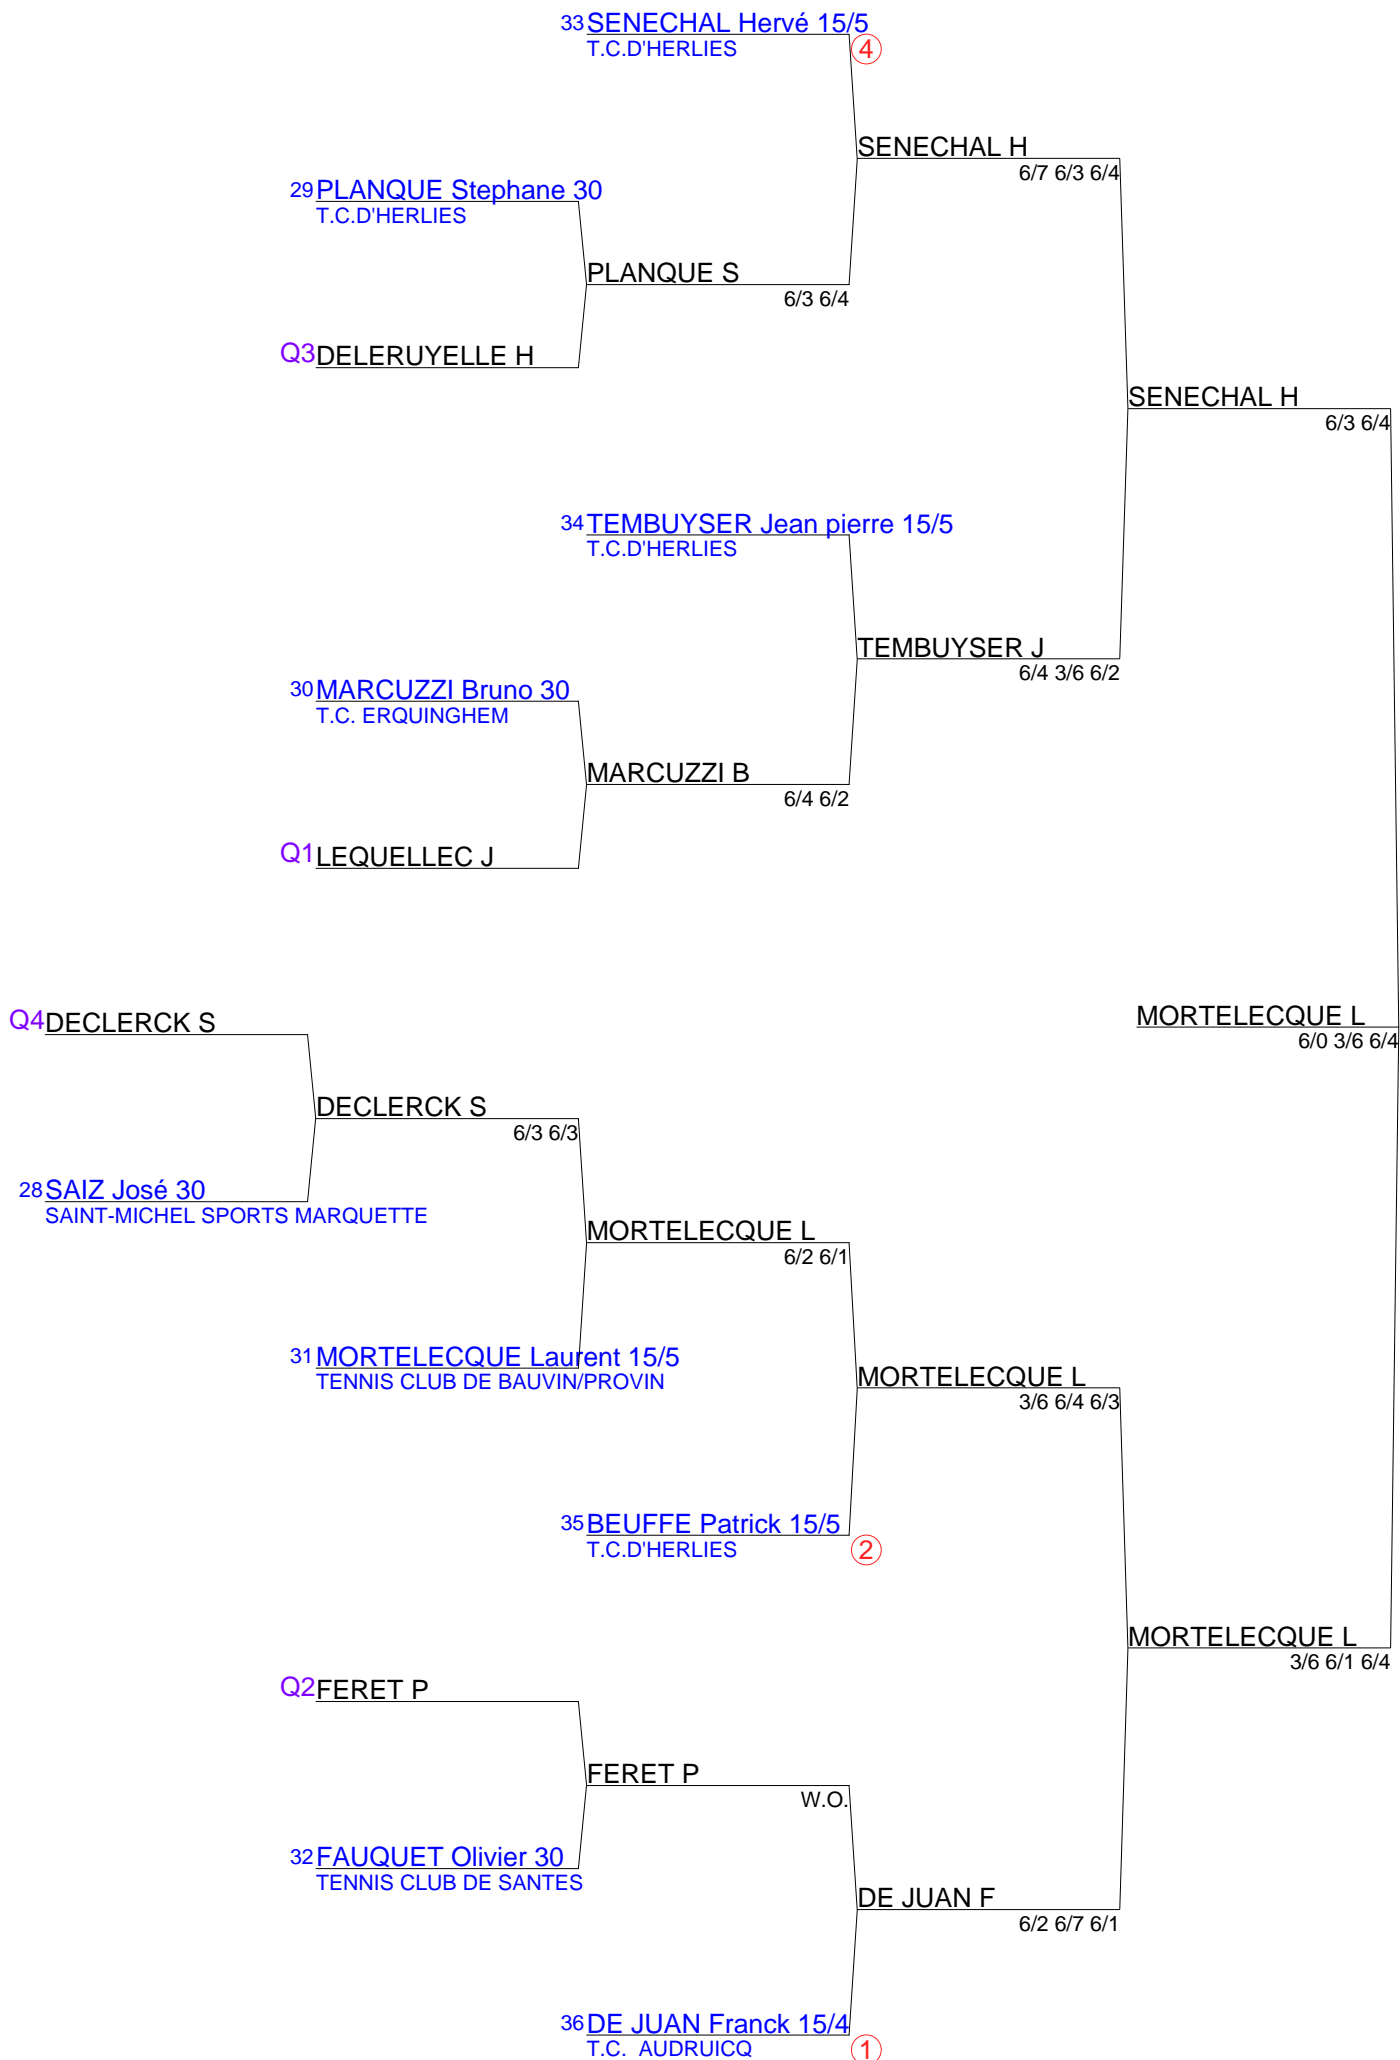 33 SENECHAL Hervé 15/5
T.C.D'HERLIES
4
SENECHAL H
6/7 6/3 6/4
29 PLANQUE Stephane 30
T.C.D'HERLIES
PLANQUE S
6/3 6/4
Q3 DELERUYELLE H
SENECHAL H
6/3 6/4
34 TEMBUYSER Jean pierre 15/5
T.C.D'HERLIES
TEMBUYSER J
6/4 3/6 6/2
30 MARCUZZI Bruno 30
T.C. ERQUINGHEM
MARCUZZI B
6/4 6/2
Q1 LEQUELLEC J
MORTELECQUE L
6/0 3/6 6/4
Q4 DECLERCK S
DECLERCK S
6/3 6/3
28 SAIZ José 30
SAINT-MICHEL SPORTS MARQUETTE
MORTELECQUE L
6/2 6/1
31 MORTELECQUE Laurent 15/5
TENNIS CLUB DE BAUVIN/PROVIN
MORTELECQUE L
3/6 6/4 6/3
35 BEUFFE Patrick 15/5
T.C.D'HERLIES
2
MORTELECQUE L
3/6 6/1 6/4
Q2 FERET P
FERET P
W.O.
32 FAUQUET Olivier 30
TENNIS CLUB DE SANTES
DE JUAN F
6/2 6/7 6/1
36 DE JUAN Franck 15/4
T.C.  AUDRUICQ
1